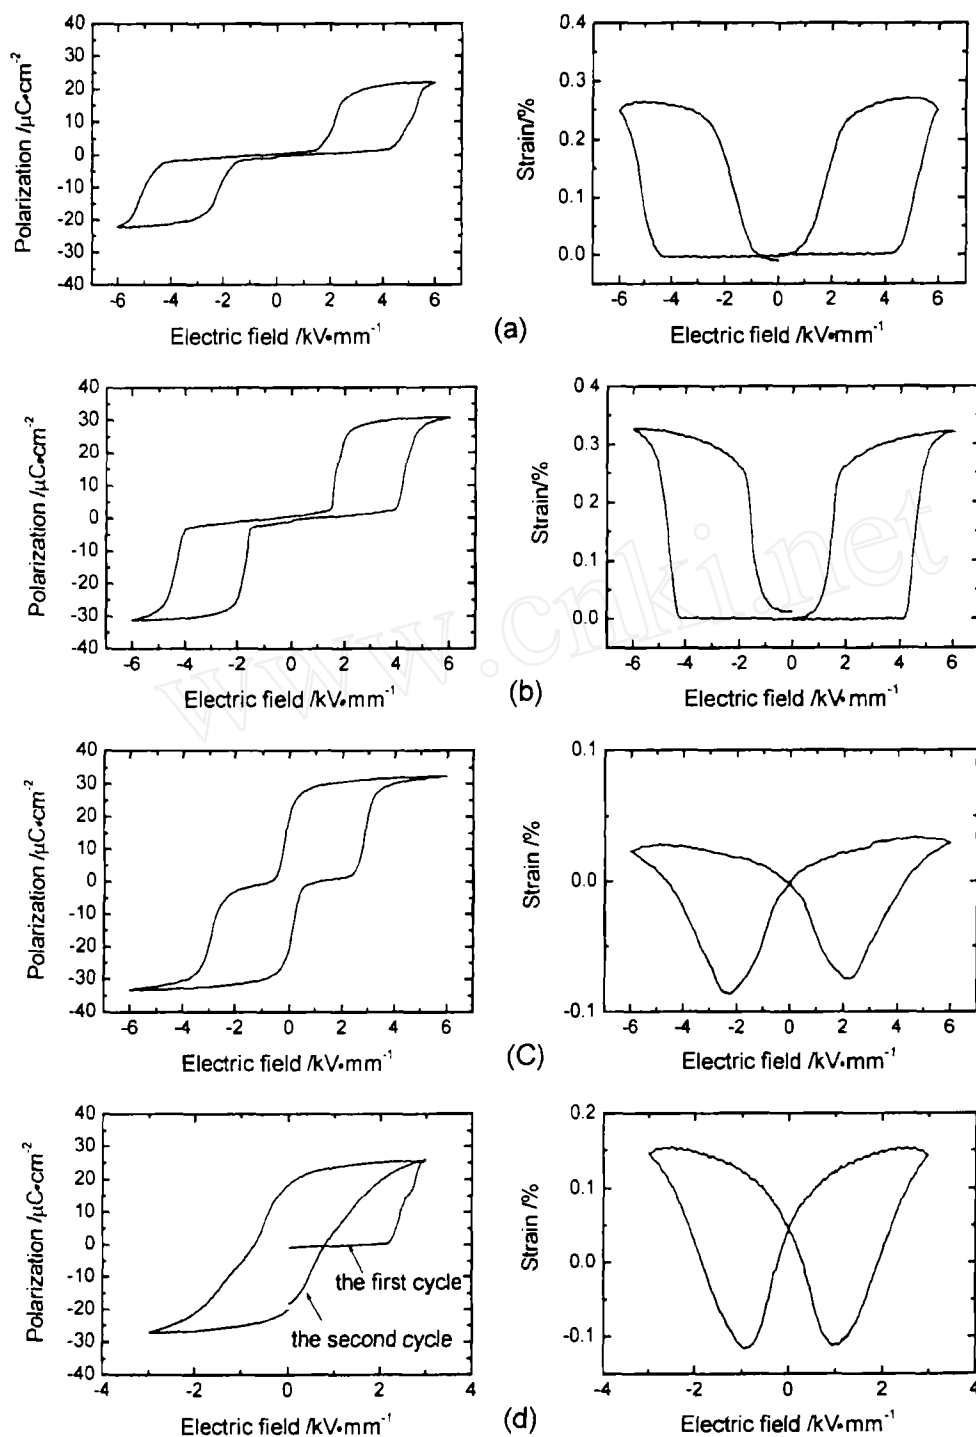 40
30
20
10
0
-10
-20
-30
-40
Polarization /μC•cm⁻²
-6 -4 -2 0 2 4 6
Electric field /kV•mm⁻¹
0.4
0.3
0.2
0.1
0.0
Strain/%
-6 -4 -2 0 2 4 6
Electric field /kV•mm⁻¹
(a)
40
30
20
10
0
-10
-20
-30
-40
Polarization /μC•cm⁻²
-6 -4 -2 0 2 4 6
Electric field /kV•mm⁻¹
0.4
0.3
0.2
0.1
0.0
Strain/%
-6 -4 -2 0 2 4 6
Electric field /kV•mm⁻¹
(b)
www.cnki.net
40
30
20
10
0
-10
-20
-30
-40
Polarization /μC•cm⁻²
-6 -4 -2 0 2 4 6
Electric field /kV•mm⁻¹
0.1
0.0
-0.1
Strain /%
-6 -4 -2 0 2 4 6
Electric field /kV•mm⁻¹
(C)
40
30
20
10
0
-10
-20
-30
-40
Polarization /μC•cm⁻²
the first cycle
the second cycle
-4 -2 0 2 4
Electric field /kV•mm⁻¹
0.2
0.1
0.0
-0.1
Strain /%
-4 -2 0 2 4
Electric field /kV•mm⁻¹
(d)